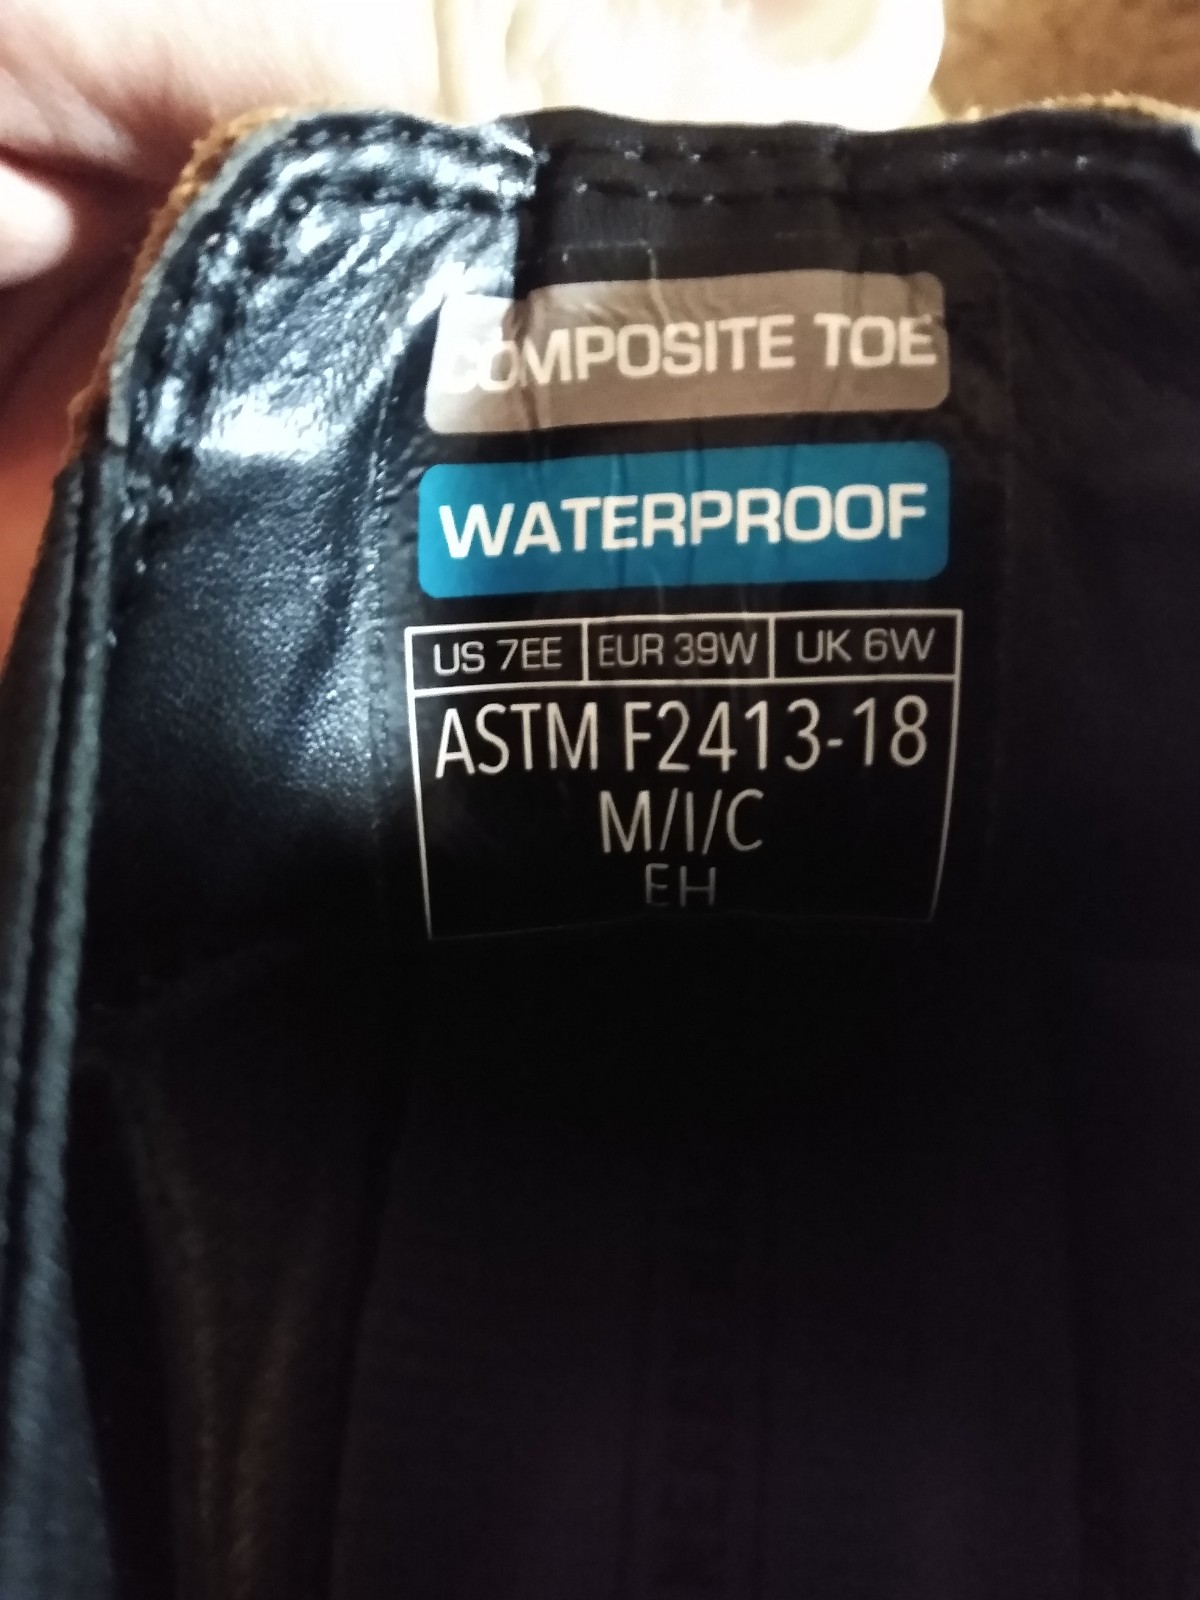 COMPOSITE TOE
WATERPROOF
US 7EE EUR 39W UK 6W
ASTM F2413-18
M/I/C
EH